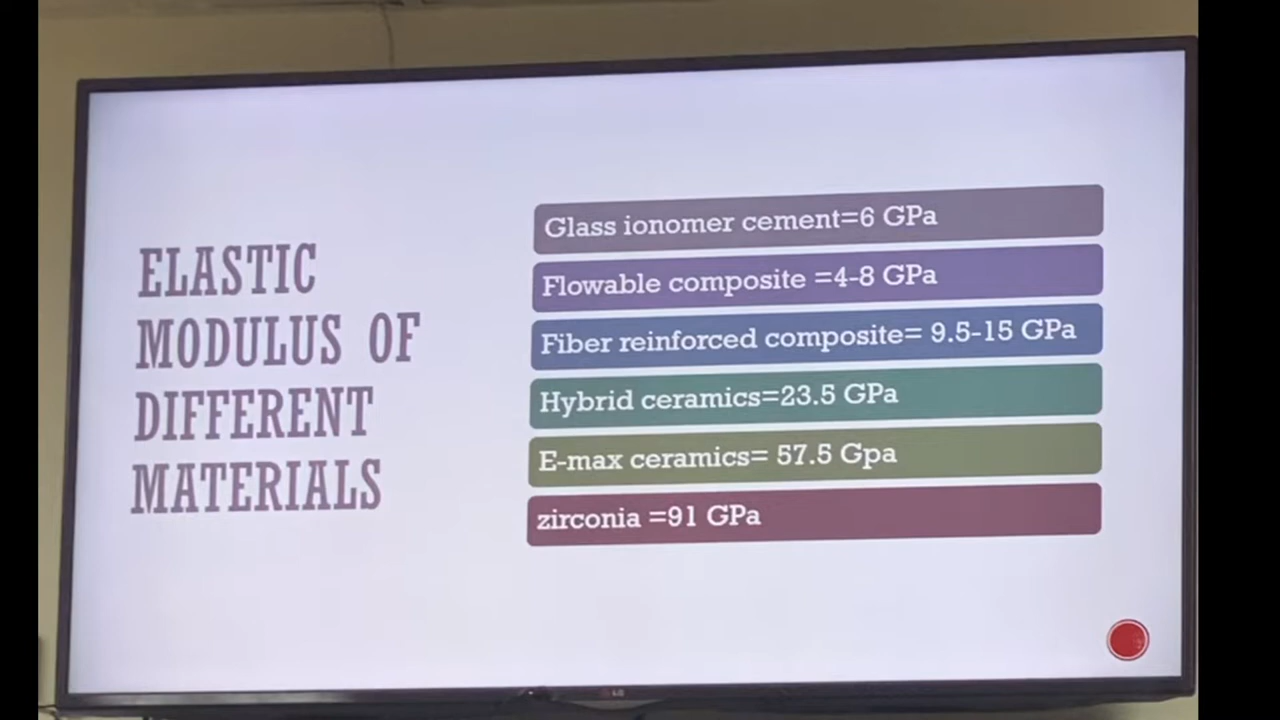 ELASTIC
MODULUS OF
DIFFERENT
MATERIALS
Glass ionomer cement=6 GPa
Flowable composite =4-8 GPa
Fiber reinforced composite= 9.5-15 GPa
Hybrid ceramics=23.5 GPa
E-max ceramics= 57.5 Gpa
zirconia =91 GPa
LG